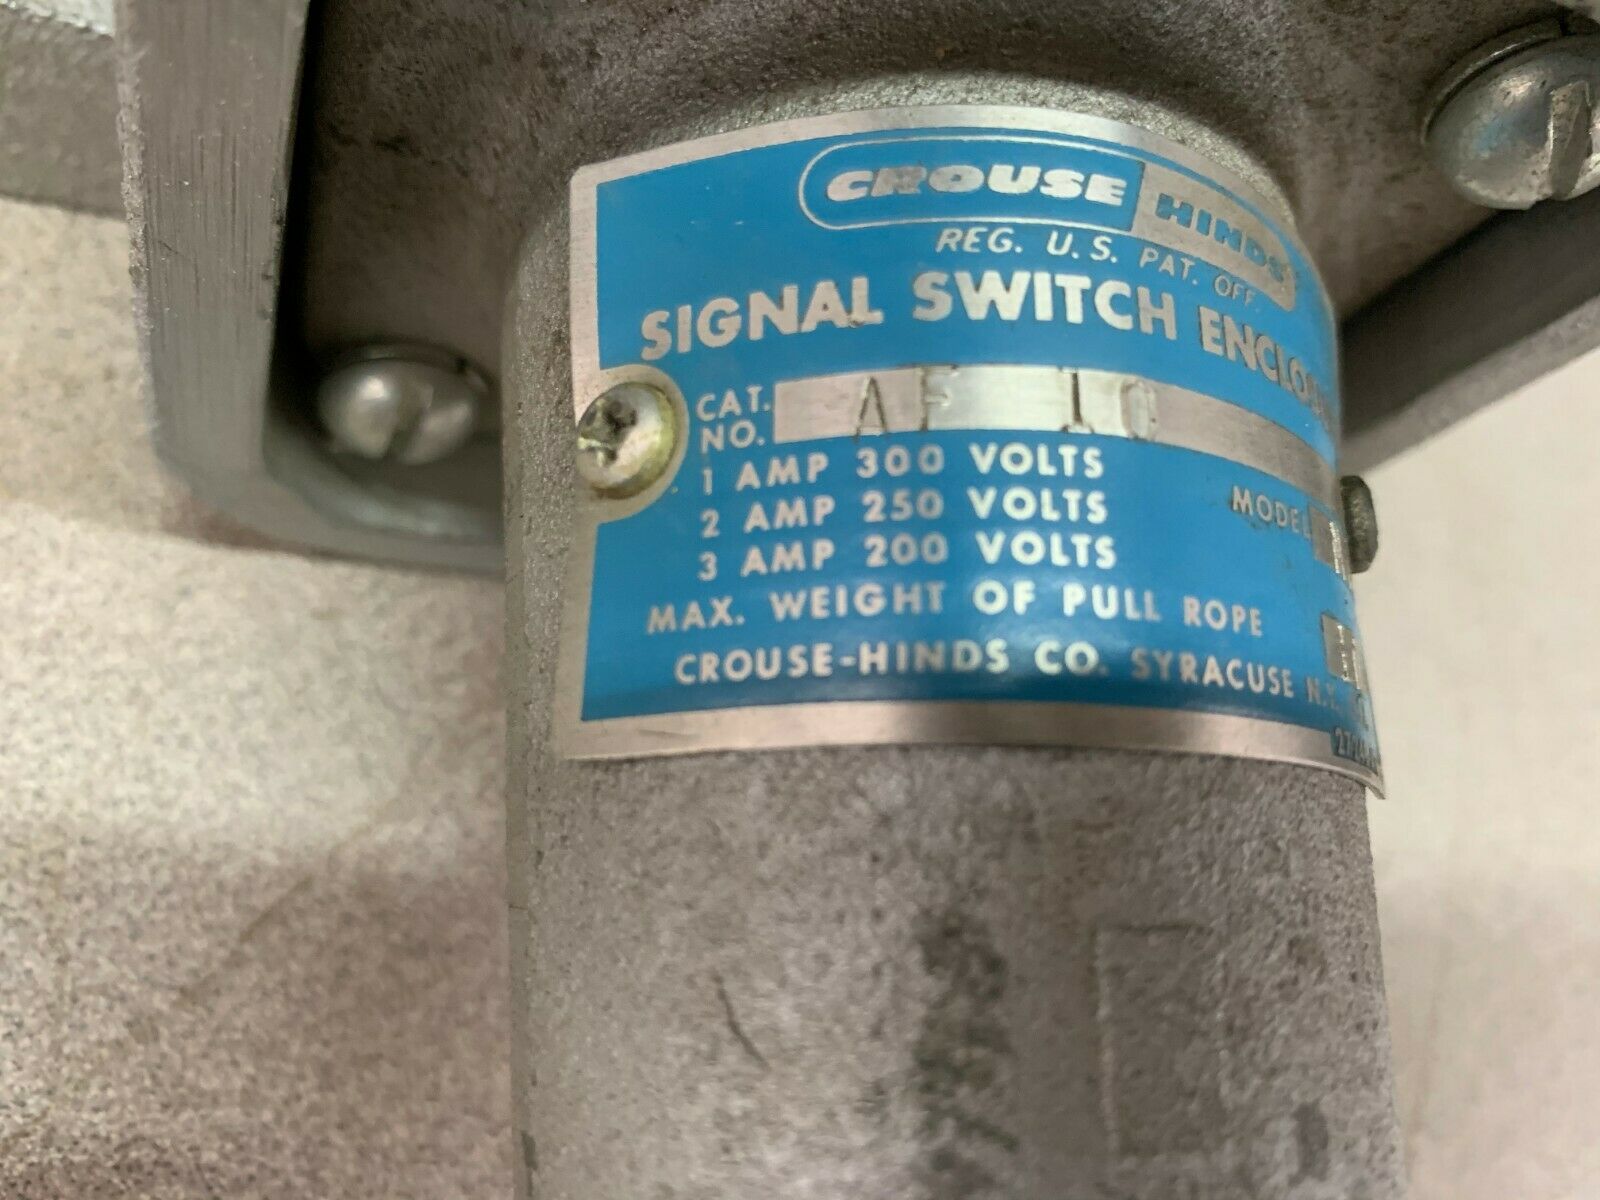 CROUSE HINDS
REG. U.S. PAT. OFF
SIGNAL SWITCH
CAT. NO. AF 10
1 AMP 300 VOLTS
2 AMP 250 VOLTS
MODEL
3 AMP 200 VOLTS
MAX. WEIGHT OF PULL ROPE
CROUSE-HINDS CO. SYRACUSE N.Y.